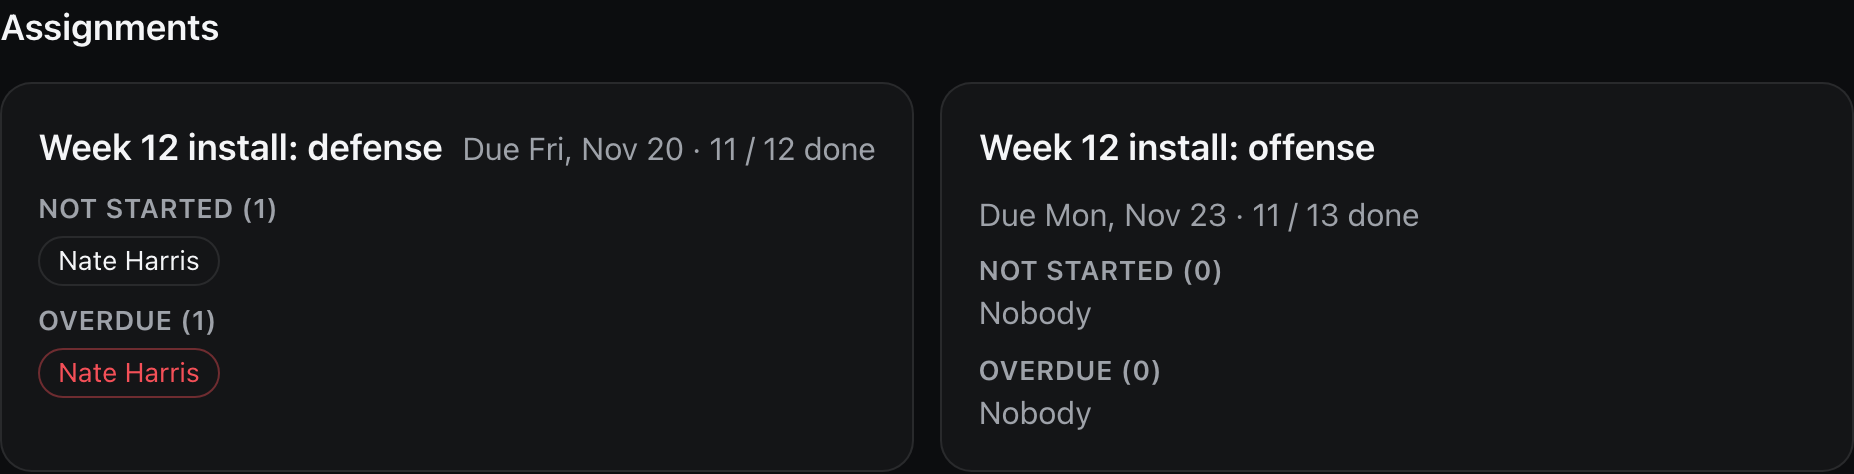 Assignments
Week 12 install: defense Due Fri, Nov 20 · 11 / 12 done
NOT STARTED (1)
Nate Harris
OVERDUE (1)
Nate Harris
Week 12 install: offense
Due Mon, Nov 23 · 11 / 13 done
NOT STARTED (0)
Nobody
OVERDUE (0)
Nobody